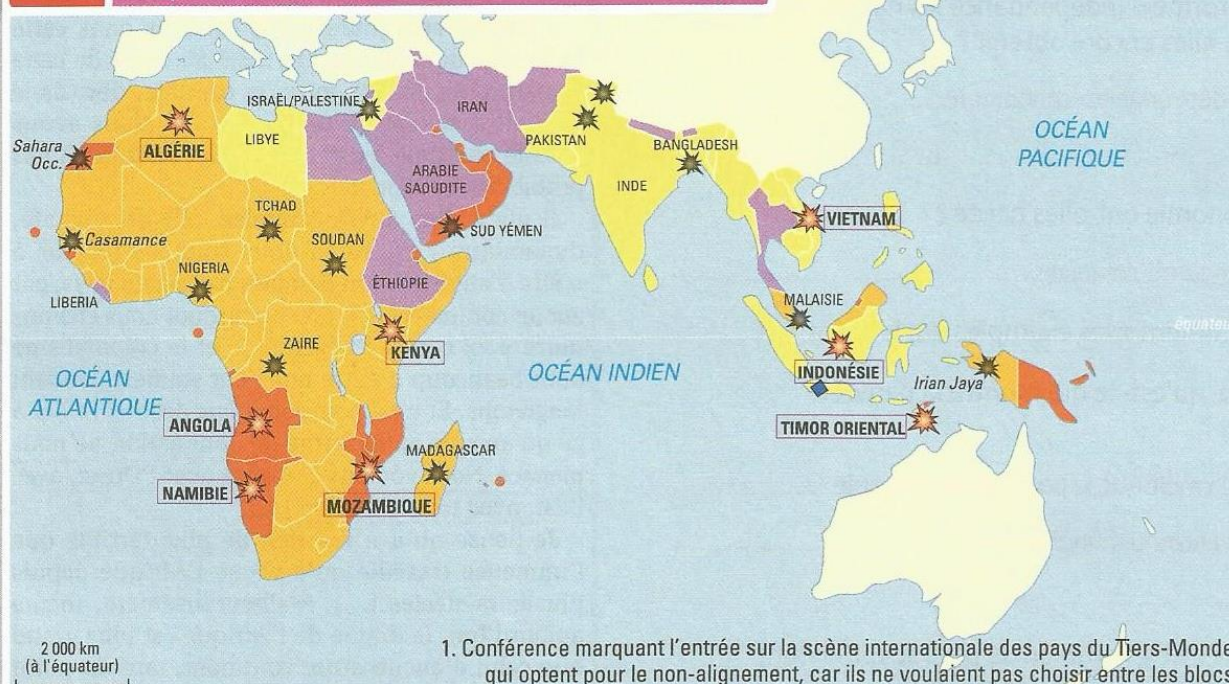 ISRAËL/PALESTINE
IRAN
LIBYE
PAKISTAN
BANGLADESH
OCÉAN
PACIFIQUE
Sahara
Occ.
ALGÉRIE
ARABIE
SAOUDITE
INDE
TCHAD
VIETNAM
Casamance
SOUDAN
SUD YÉMEN
NIGERIA
ÉTHIOPIE
LIBERIA
MALAISIE
équateu
ZAIRE
KENYA
OCÉAN INDIEN
INDONÉSIE
Irian Jaya
OCÉAN
ATLANTIQUE
ANGOLA
TIMOR ORIENTAL
MADAGASCAR
NAMIBIE
MOZAMBIQUE
2 000 km
(à l'équateur)
1. Conférence marquant l'entrée sur la scène internationale des pays du Tiers-Monde
qui optent pour le non-alignement, car ils ne voulaient pas choisir entre les blocs